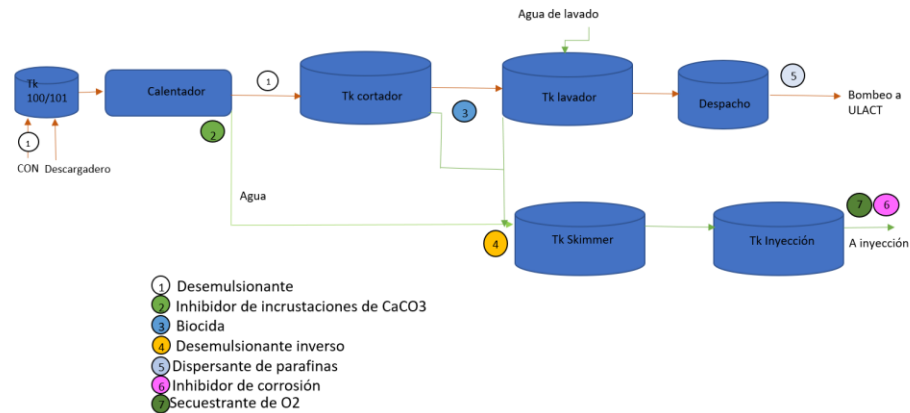 Agua de lavado
Tk
100/101
Calentador
1
Tk cortador
Tk lavador
Despacho
5
Bombeo a
ULACT
3
1
2
CON
Descargadero
Agua
4
Tk Skimmer
Tk Inyección
7
6
A inyección
1 Desemulsionante
2 Inhibidor de incrustaciones de CaCO3
3 Biocida
4 Desemulsionante inverso
5 Dispersante de parafinas
6 Inhibidor de corrosión
7 Secuestrante de O2